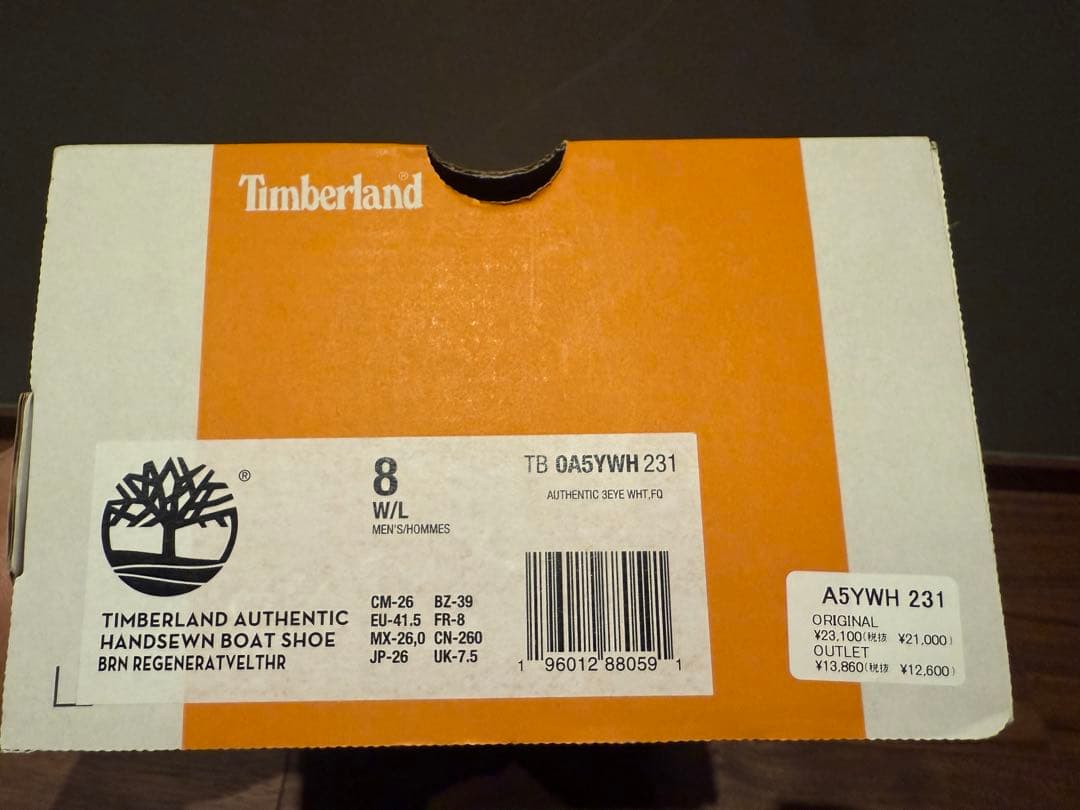 Timberland®
®
8
W/L
MEN'S/HOMMES
TB 0A5YWH 231
AUTHENTIC 3EYE WHT,FQ
TIMBERLAND AUTHENTIC
HANDSEWN BOAT SHOE
BRN REGENERATVELTHR
CM-26 BZ-39
EU-41.5 FR-8
MX-26,0 CN-260
JP-26 UK-7.5
1 96012 88059 1
A5YWH 231
ORIGINAL
¥23,100(税抜 ¥21,000)
OUTLET
¥13,860(税抜 ¥12,600)